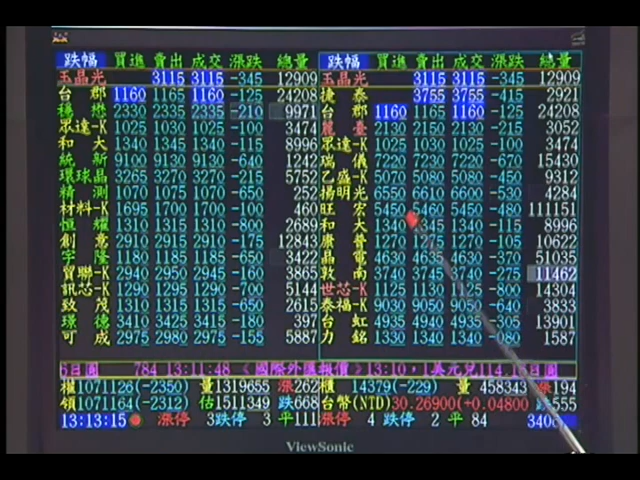 跌幅 買進 賣出 成交 漲跌 總量 跌幅 買進 賣出 成交 漲跌 總量
玉晶光 3115 3115 -345 12909 玉晶光 3115 3115 -345 12909
台郡 1160 1165 1160 -125 24208 捷泰 3755 3755 -415 2921
穩懋 2330 2335 2335 -210 9971 台郡 1160 1165 1160 -125 24208
眾達-K 1025 1030 1025 -100 3474 2130 2150 2130 -215 3052
和大 1340 1345 1340 -115 8996 眾達-K 1025 1030 1025 -100 3474
統新 9100 9130 9130 -640 1242 瑞儀 7220 7230 7220 -670 15430
環球晶 3265 3270 3270 -215 5752 乙盛-K 5070 5080 5080 -450 9312
精測 1070 1070 1070 -650 252 揚明光 6550 6610 6600 -530 4284
材料-K 1695 1700 1700 -100 460 旺宏 5450 5460 5450 -480 111151
恒耀 1310 1315 1310 -800 2689 和大 1340 1345 1340 -115 8996
創意 2910 2915 2910 -175 12843 康普 1270 1275 1270 -105 10622
宇隆 1180 1185 1185 -650 3422 晶電 4630 4635 4635 -380 35173
貿聯-K 2940 2950 2945 -160 3865 敦南 3740 3745 3740 -275 11462
訊芯-K 1290 1295 1290 -700 5144 世芯-K 1125 1130 1125 -800 14304
致茂 1310 1315 1315 -650 2615 泰福-K 9030 9050 9050 -640 3833
璟德 3410 3425 3415 -180 397 台虹 4935 4940 4935 -305 13901
可成 2975 2980 2975 -155 5887 力銘 1330 1340 1340 -080 1587
784 13:11:48 《國際外匯報價》13:10，1美元兌114.
權1071126(-2350) 量1319655 漲262 櫃 14379(-229) 量 458343 漲194
領1071164(-2312) 估1511349 跌668 台幣(NTD) 30.26900(+0.04800) 跌555
13:13:15 漲停 3 跌停 3 平111 漲停 4 跌停 2 平 84
ViewSonic